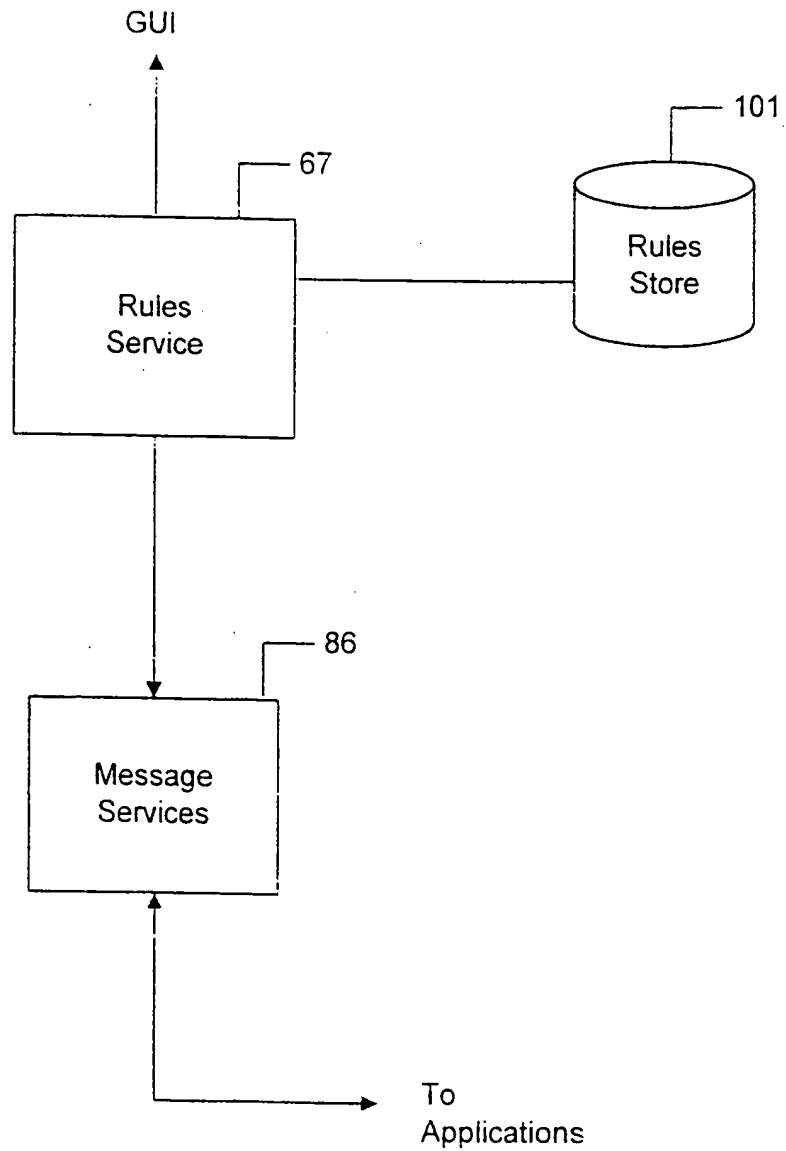 GUI
101
67
Rules
Store
Rules
Service
86
Message
Services
To
Applications